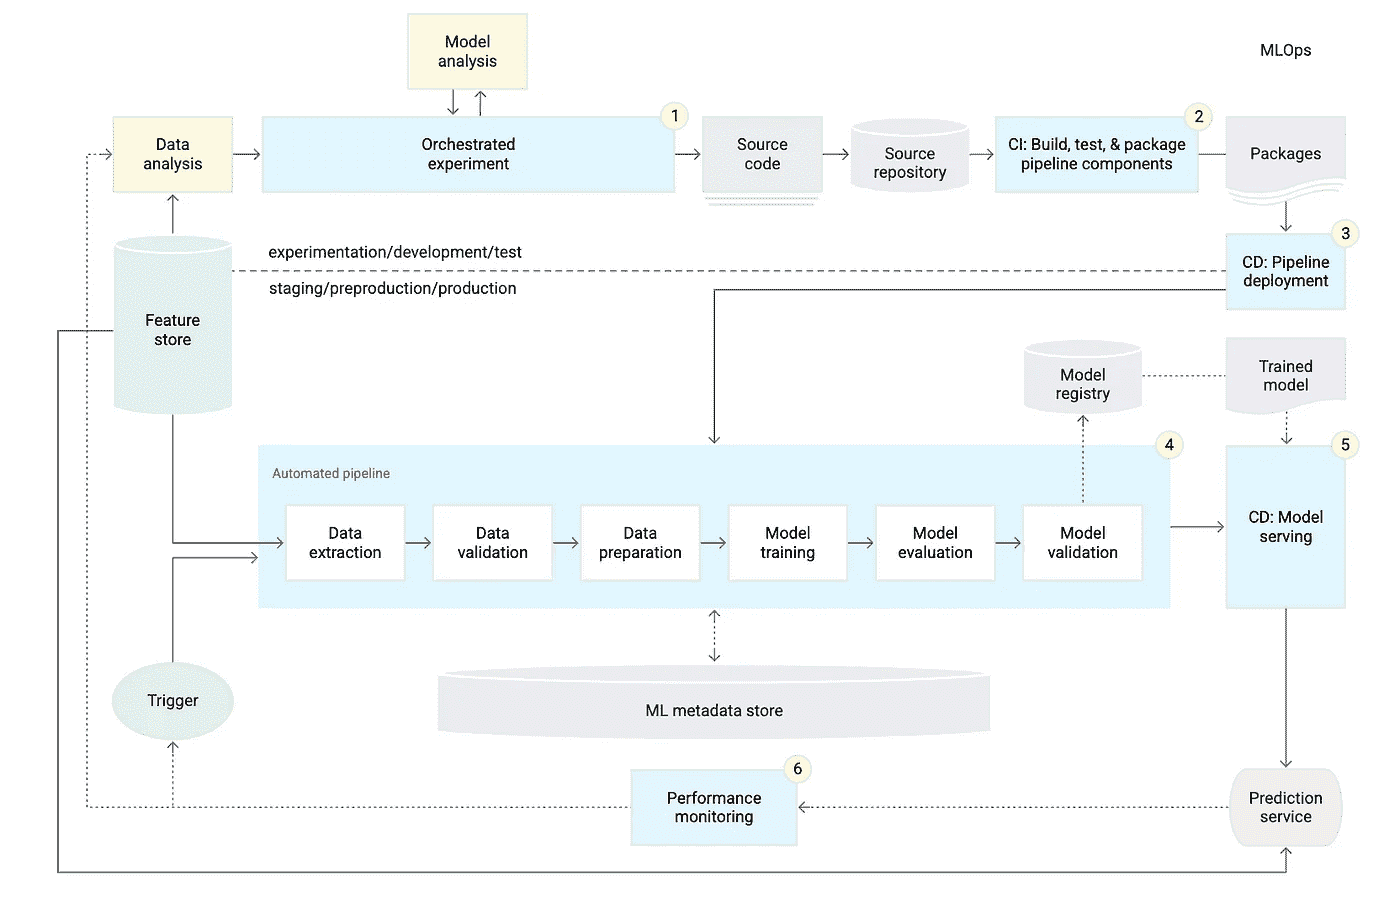 Model
analysis
MLOps
1
2
Data
analysis
Orchestrated
experiment
Source
code
Source
repository
CI: Build, test, & package
pipeline components
Packages
3
experimentation/development/test
staging/preproduction/production
CD: Pipeline
deployment
Feature
store
Model
registry
Trained
model
4
5
Automated pipeline
Data
extraction
Data
validation
Data
preparation
Model
training
Model
evaluation
Model
validation
CD: Model
serving
Trigger
ML metadata store
6
Performance
monitoring
Prediction
service